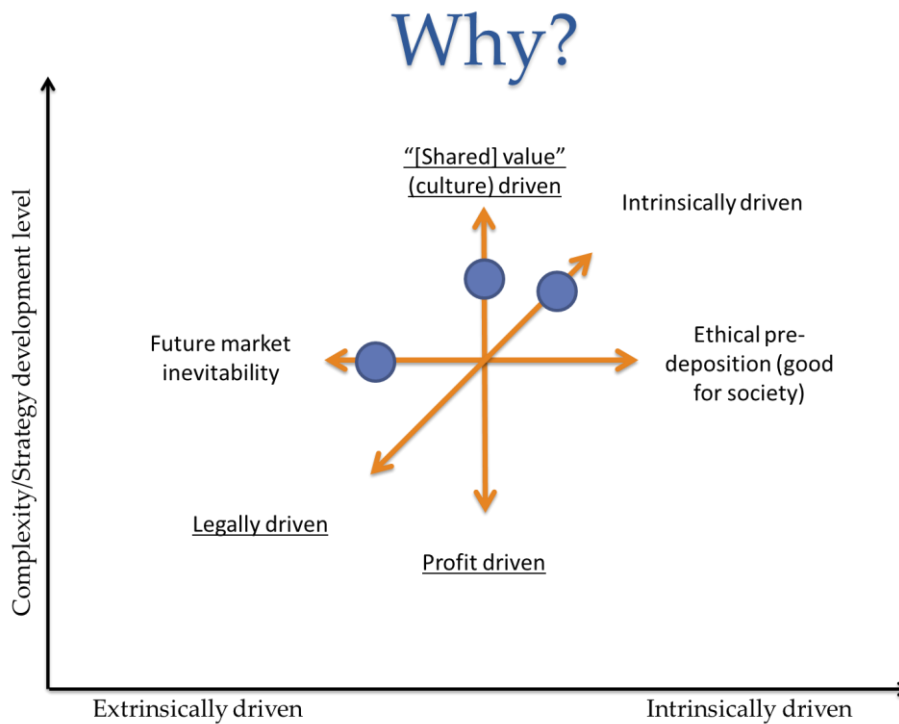 Why?
"[Shared] value"
(culture) driven
Intrinsically driven
Future market
inevitability
Ethical pre-
deposition (good
for society)
Legally driven
Profit driven
Complexity/Strategy development level
Extrinsically driven
Intrinsically driven